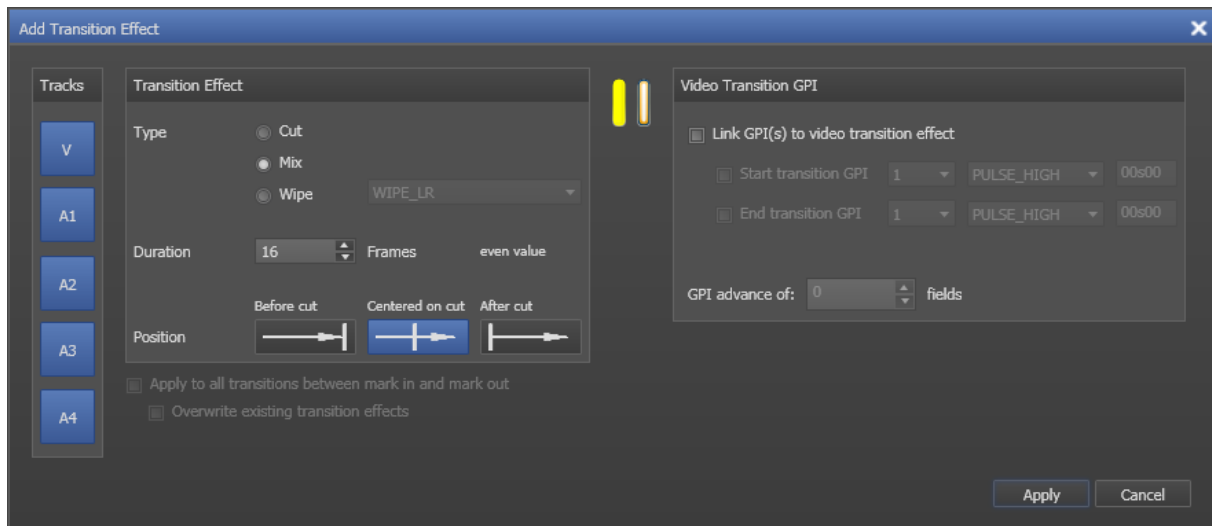 Add Transition Effect
Tracks
V
A1
A2
A3
A4
Transition Effect
Type
Cut
Mix
Wipe WIPE_LR
Duration 16 Frames even value
Before cut Centered on cut After cut
Position
Apply to all transitions between mark in and mark out
Overwrite existing transition effects
Video Transition GPI
Link GPI(s) to video transition effect
Start transition GPI 1 PULSE_HIGH 00s00
End transition GPI 1 PULSE_HIGH 00s00
GPI advance of: 0 fields
Apply Cancel